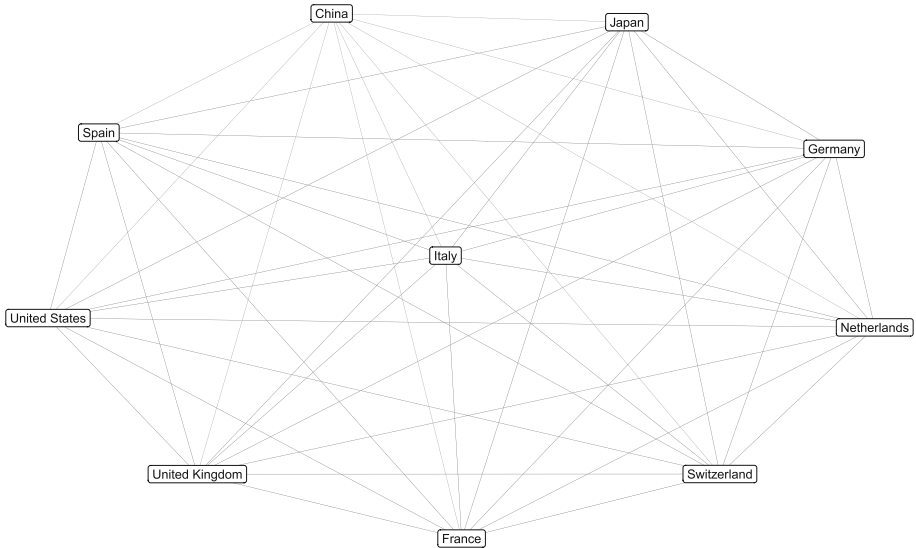 China
Japan
Spain
Germany
Italy
United States
Netherlands
United Kingdom
Switzerland
France